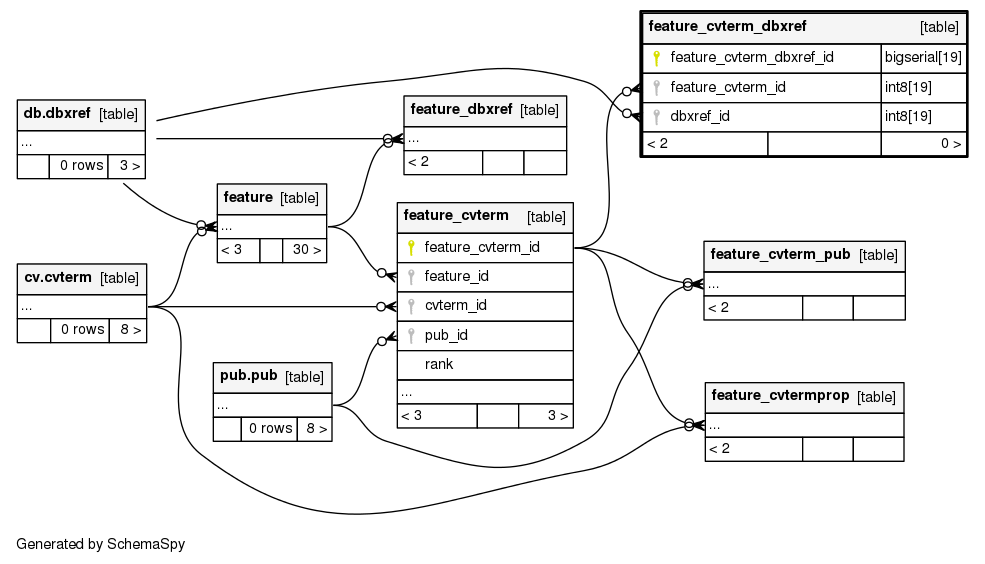 feature_cvterm_dbxref [table]
feature_cvterm_dbxref_id bigserial[19]
feature_cvterm_id int8[19]
dbxref_id int8[19]
< 2 0 >
db.dbxref [table]
...
0 rows 3 >
feature_dbxref [table]
...
< 2
feature [table]
...
< 3 30 >
feature_cvterm [table]
feature_cvterm_id
feature_id
cvterm_id
pub_id
rank
...
< 3 3 >
feature_cvterm_pub [table]
...
< 2
cv.cvterm [table]
...
0 rows 8 >
pub.pub [table]
...
0 rows 8 >
feature_cvtermprop [table]
...
< 2
Generated by SchemaSpy